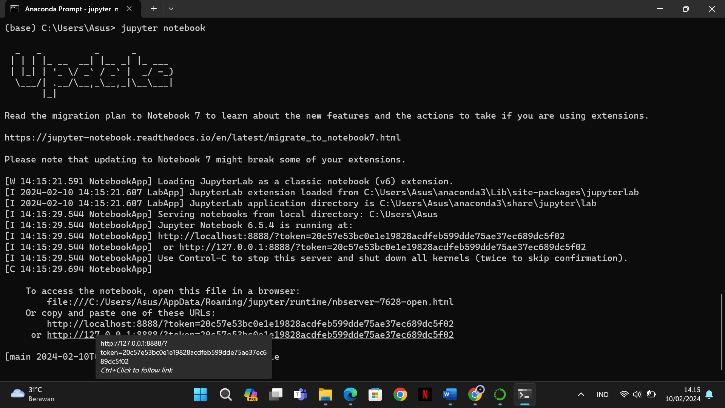 Anaconda Prompt - jupyter n
(base) C:\Users\Asus> jupyter notebook
Update
Read the migration plan to Notebook 7 to learn about the new features and the actions to take if you are using extensions.
https://jupyter-notebook.readthedocs.io/en/latest/migrate_to_notebook7.html
Please note that updating to Notebook 7 might break some of your extensions.
[W 14:15:21.591 NotebookApp] Loading JupyterLab as a classic notebook (v6) extension.
[I 2024-02-10 14:15:21.607 LabApp] JupyterLab extension loaded from C:\Users\Asus\anaconda3\Lib\site-packages\jupyterlab
[I 2024-02-10 14:15:21.607 LabApp] JupyterLab application directory is C:\Users\Asus\anaconda3\share\jupyter\lab
[I 14:15:29.544 NotebookApp] Serving notebooks from local directory: C:\Users\Asus
[I 14:15:29.544 NotebookApp] Jupyter Notebook 6.5.4 is running at:
[I 14:15:29.544 NotebookApp] http://localhost:8888/?token=20c57e53bc0e1e19828acdfeb599dde75ae37ec689dc5f02
[I 14:15:29.544 NotebookApp]  or http://127.0.0.1:8888/?token=20c57e53bc0e1e19828acdfeb599dde75ae37ec689dc5f02
[I 14:15:29.544 NotebookApp] Use Control-C to stop this server and shut down all kernels (twice to skip confirmation).
[C 14:15:29.694 NotebookApp]
To access the notebook, open this file in a browser:
file:///C:/Users/Asus/AppData/Roaming/jupyter/runtime/nbserver-7628-open.html
Or copy and paste one of these URLs:
http://localhost:8888/?token=20c57e53bc0e1e19828acdfeb599dde75ae37ec689dc5f02
or http://127.0.0.1:8888/?token=20c57e53bc0e1e19828acdfeb599dde75ae37ec689dc5f02
http://127.0.0.1:8888/?
token=20c57e53bc0e1e19828acdfeb599dde75ae37ec6
89dc5f02
Ctrl+Click to follow link
[main 2024-02-10T
31°C
Berawan
IND
14.15
10/02/2024